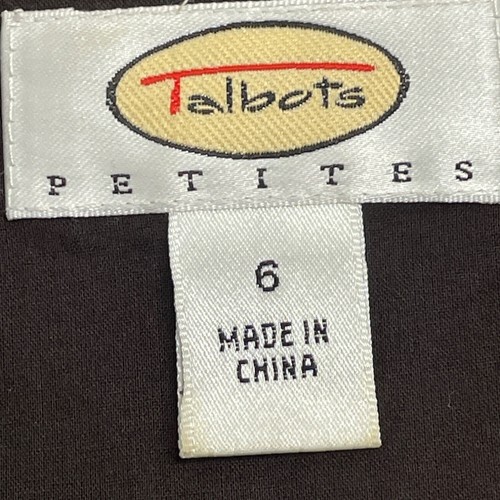 Talbots
PETITES
6
MADE IN
CHINA